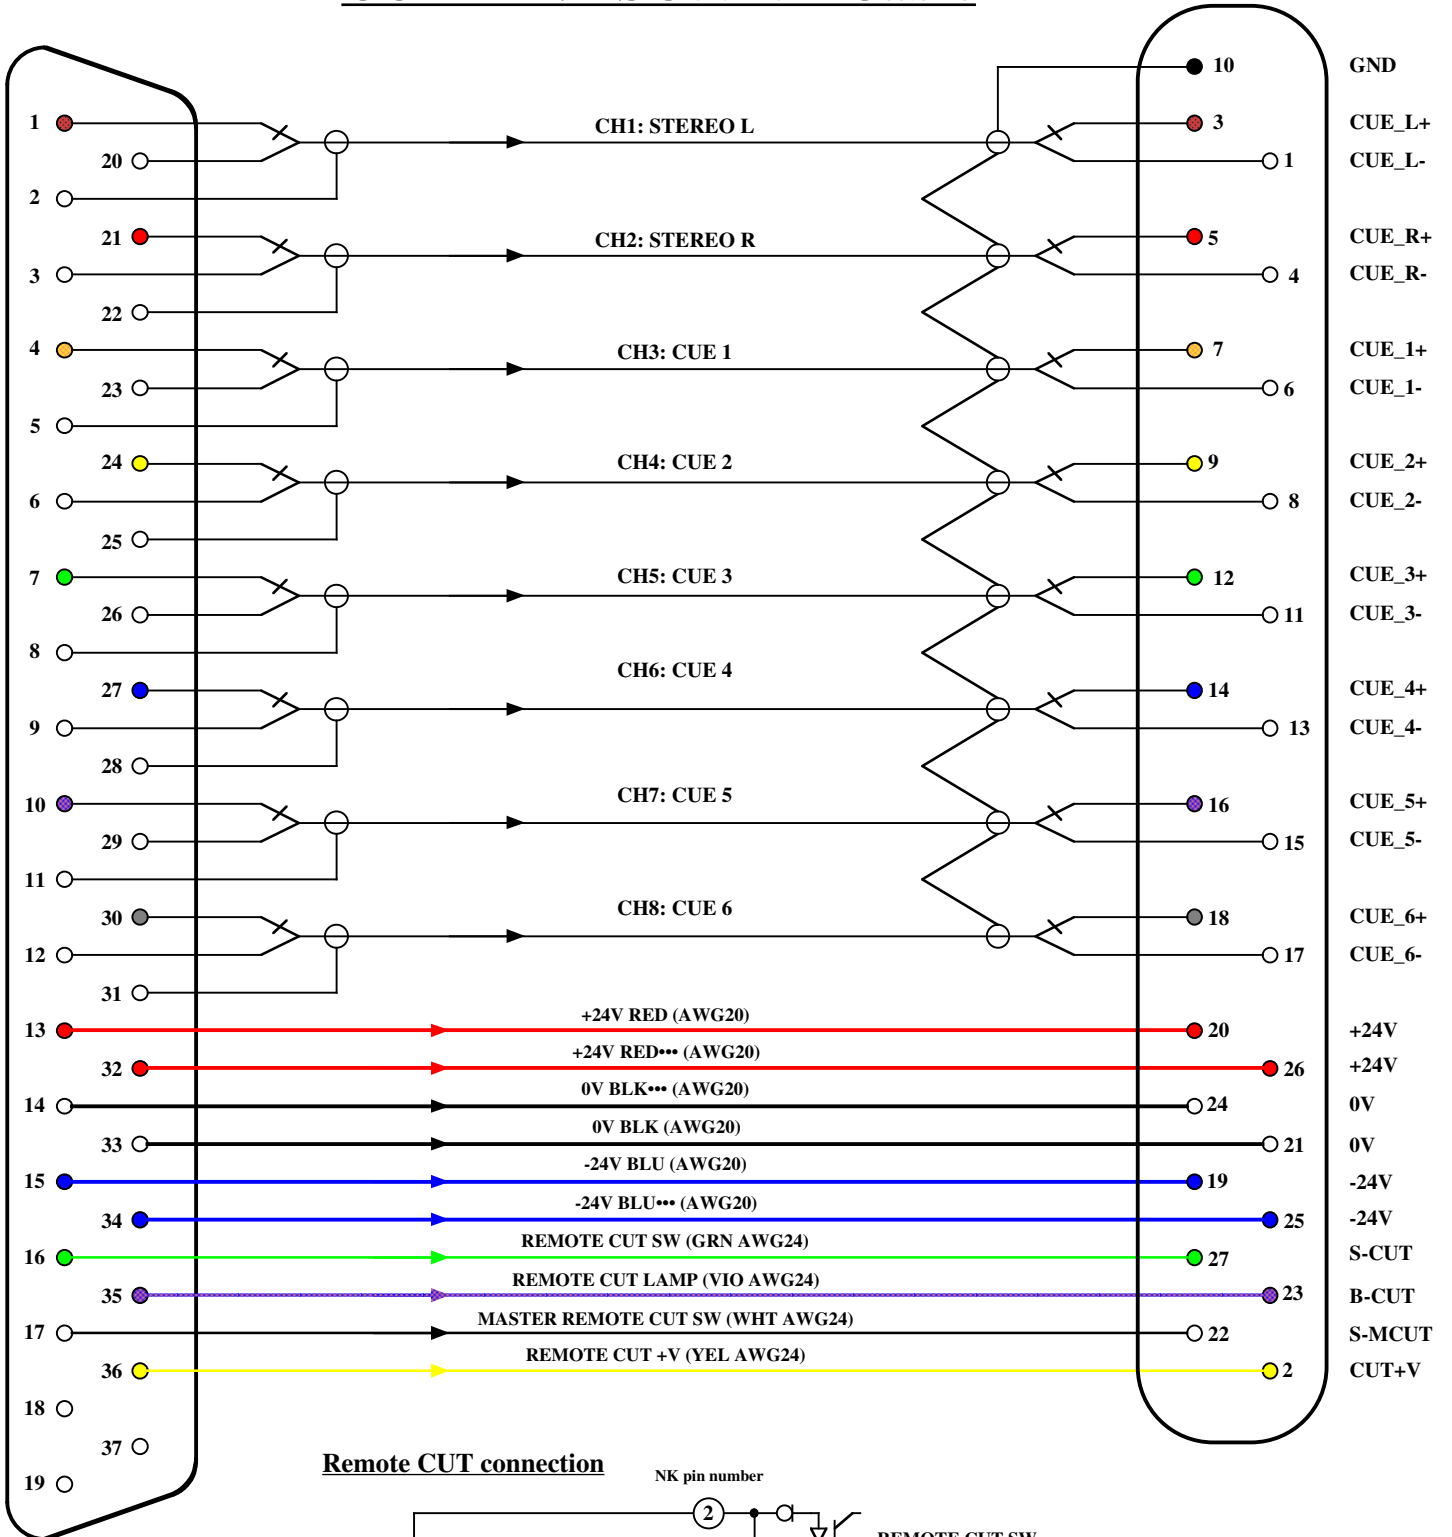 10 GND
1 CH1: STEREO L 3 CUE_L+
20 1 CUE_L-
2
21 CH2: STEREO R 5 CUE_R+
3 4 CUE_R-
22
4 CH3: CUE 1 7 CUE_1+
23 6 CUE_1-
5
24 CH4: CUE 2 9 CUE_2+
6 8 CUE_2-
25
7 CH5: CUE 3 12 CUE_3+
26 11 CUE_3-
8
27 CH6: CUE 4 14 CUE_4+
9 13 CUE_4-
28
10 CH7: CUE 5 16 CUE_5+
29 15 CUE_5-
11
30 CH8: CUE 6 18 CUE_6+
12 17 CUE_6-
31
13 +24V RED (AWG20) 20 +24V
32 +24V RED••• (AWG20) 26 +24V
14 0V BLK••• (AWG20) 24 0V
33 0V BLK (AWG20) 21 0V
15 -24V BLU (AWG20) 19 -24V
34 -24V BLU••• (AWG20) 25 -24V
16 REMOTE CUT SW (GRN AWG24) 27 S-CUT
35 REMOTE CUT LAMP (VIO AWG24) 23 B-CUT
17 MASTER REMOTE CUT SW (WHT AWG24) 22 S-MCUT
36 REMOTE CUT +V (YEL AWG24) 2 CUT+V
18
37
19
Remote CUT connection
NK pin number
2
REMOTE CUT SW